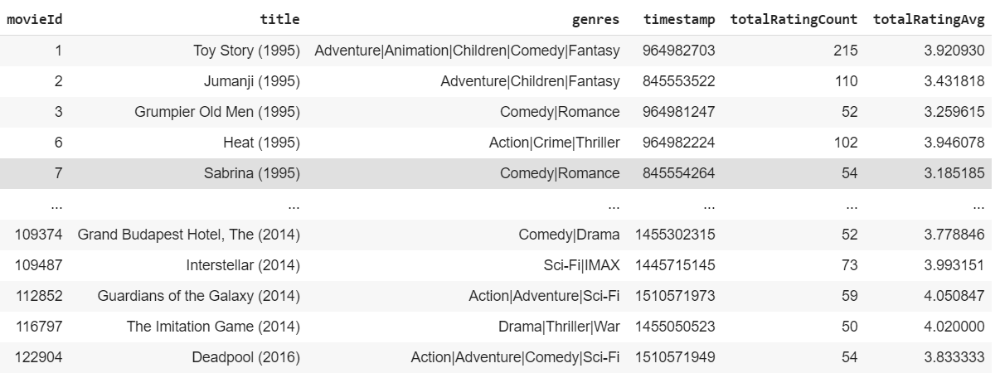 movieId title genres timestamp totalRatingCount totalRatingAvg
1 Toy Story (1995) Adventure|Animation|Children|Comedy|Fantasy 964982703 215 3.920930
2 Jumanji (1995) Adventure|Children|Fantasy 845553522 110 3.431818
3 Grumpier Old Men (1995) Comedy|Romance 964981247 52 3.259615
6 Heat (1995) Action|Crime|Thriller 964982224 102 3.946078
7 Sabrina (1995) Comedy|Romance 845554264 54 3.185185
... ... ... ... ... ...
109374 Grand Budapest Hotel, The (2014) Comedy|Drama 1455302315 52 3.778846
109487 Interstellar (2014) Sci-Fi|IMAX 1445715145 73 3.993151
112852 Guardians of the Galaxy (2014) Action|Adventure|Sci-Fi 1510571973 59 4.050847
116797 The Imitation Game (2014) Drama|Thriller|War 1455050523 50 4.020000
122904 Deadpool (2016) Action|Adventure|Comedy|Sci-Fi 1510571949 54 3.833333